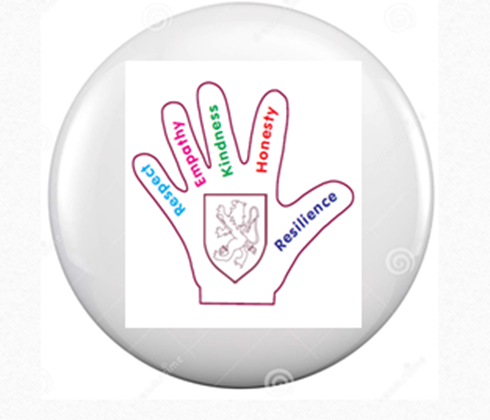 Respect
Empathy
Kindness
Honesty
Resilience